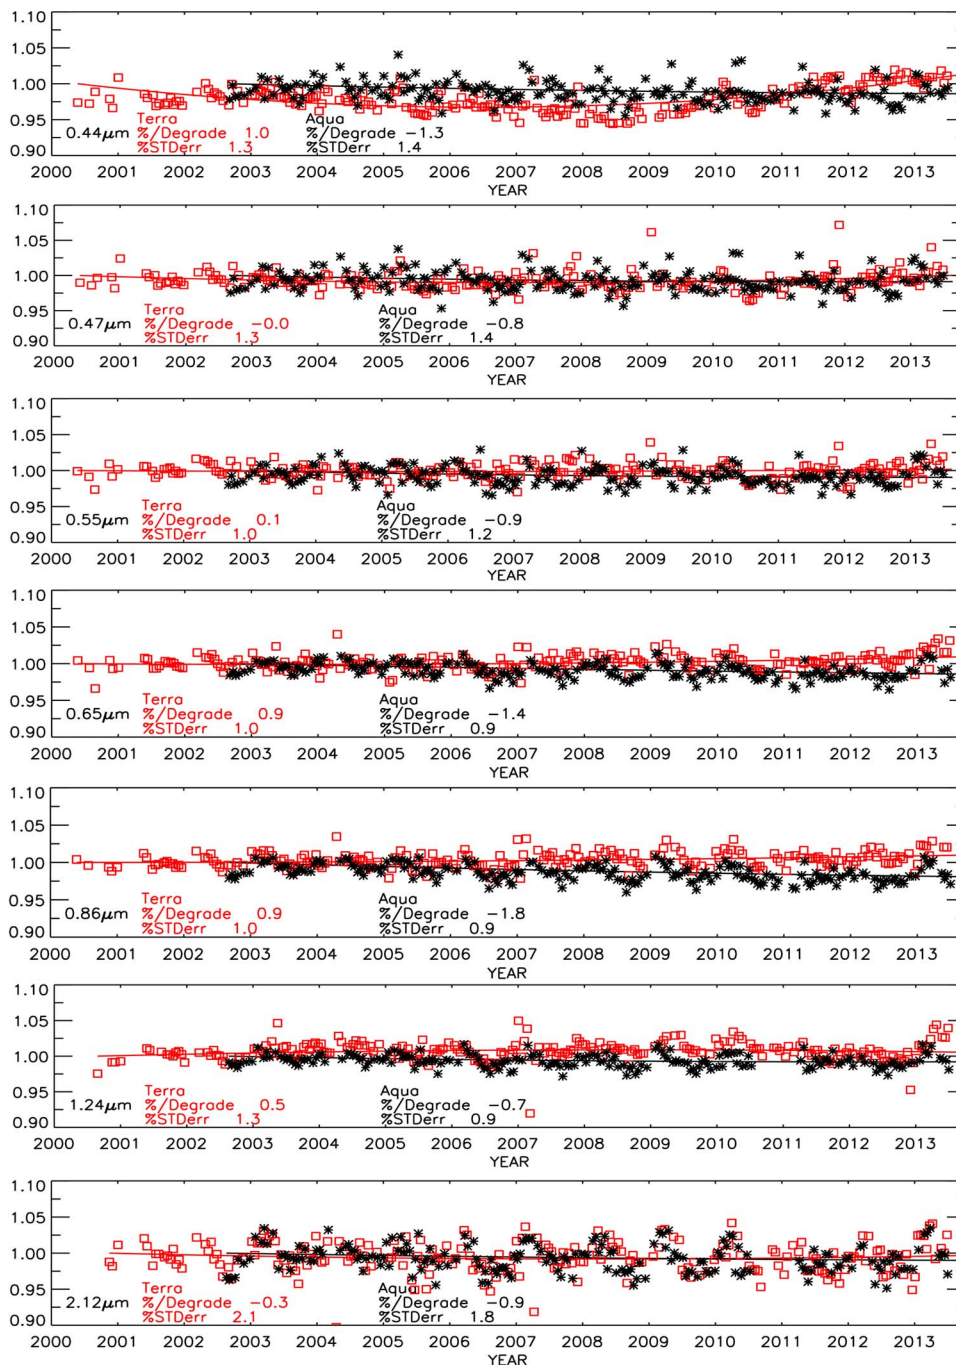 1.10
1.05
1.00
0.95
0.90
0.44μm
Terra
%/Degrade 1.0
%STDerr 1.3
Aqua
%/Degrade −1.3
%STDerr 1.4
2000 2001 2002 2003 2004 2005 2006 2007 2008 2009 2010 2011 2012 2013
YEAR
1.10
1.05
1.00
0.95
0.90
0.47μm
Terra
%/Degrade −0.0
%STDerr 1.3
Aqua
%/Degrade −0.8
%STDerr 1.4
2000 2001 2002 2003 2004 2005 2006 2007 2008 2009 2010 2011 2012 2013
YEAR
1.10
1.05
1.00
0.95
0.90
0.55μm
Terra
%/Degrade 0.1
%STDerr 1.0
Aqua
%/Degrade −0.9
%STDerr 1.2
2000 2001 2002 2003 2004 2005 2006 2007 2008 2009 2010 2011 2012 2013
YEAR
1.10
1.05
1.00
0.95
0.90
0.65μm
Terra
%/Degrade 0.9
%STDerr 1.0
Aqua
%/Degrade −1.4
%STDerr 0.9
2000 2001 2002 2003 2004 2005 2006 2007 2008 2009 2010 2011 2012 2013
YEAR
1.10
1.05
1.00
0.95
0.90
0.86μm
Terra
%/Degrade 0.9
%STDerr 1.0
Aqua
%/Degrade −1.8
%STDerr 0.9
2000 2001 2002 2003 2004 2005 2006 2007 2008 2009 2010 2011 2012 2013
YEAR
1.10
1.05
1.00
0.95
0.90
1.24μm
Terra
%/Degrade 0.5
%STDerr 1.3
Aqua
%/Degrade −0.7
%STDerr 0.9
2000 2001 2002 2003 2004 2005 2006 2007 2008 2009 2010 2011 2012 2013
YEAR
1.10
1.05
1.00
0.95
0.90
2.12μm
Terra
%/Degrade −0.3
%STDerr 2.1
Aqua
%/Degrade −0.9
%STDerr 1.8
2000 2001 2002 2003 2004 2005 2006 2007 2008 2009 2010 2011 2012 2013
YEAR